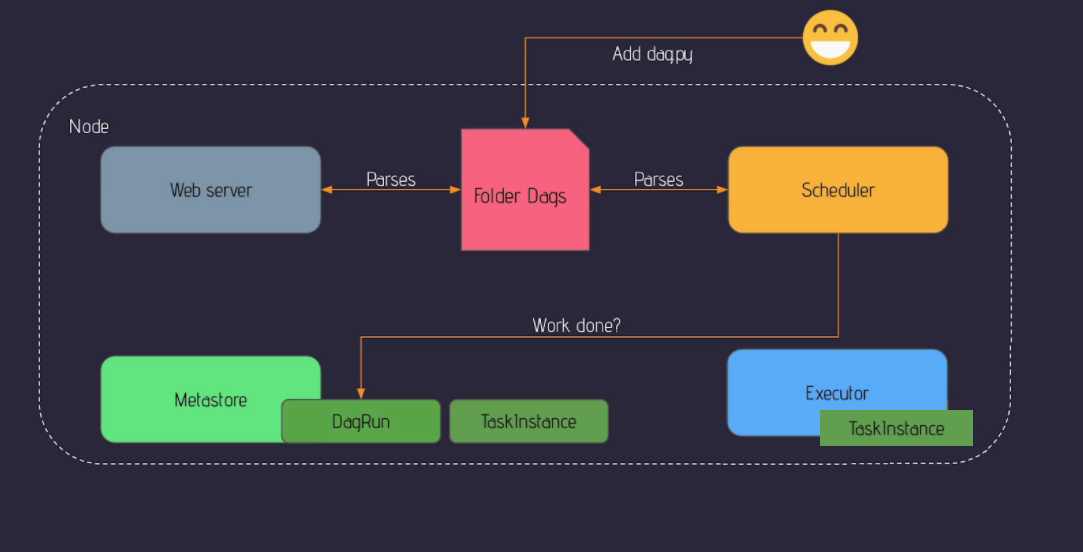 Add dag.py
Node
Web server
Parses
Folder Dags
Parses
Scheduler
Work done?
Metastore
DagRun
TaskInstance
Executor
TaskInstance